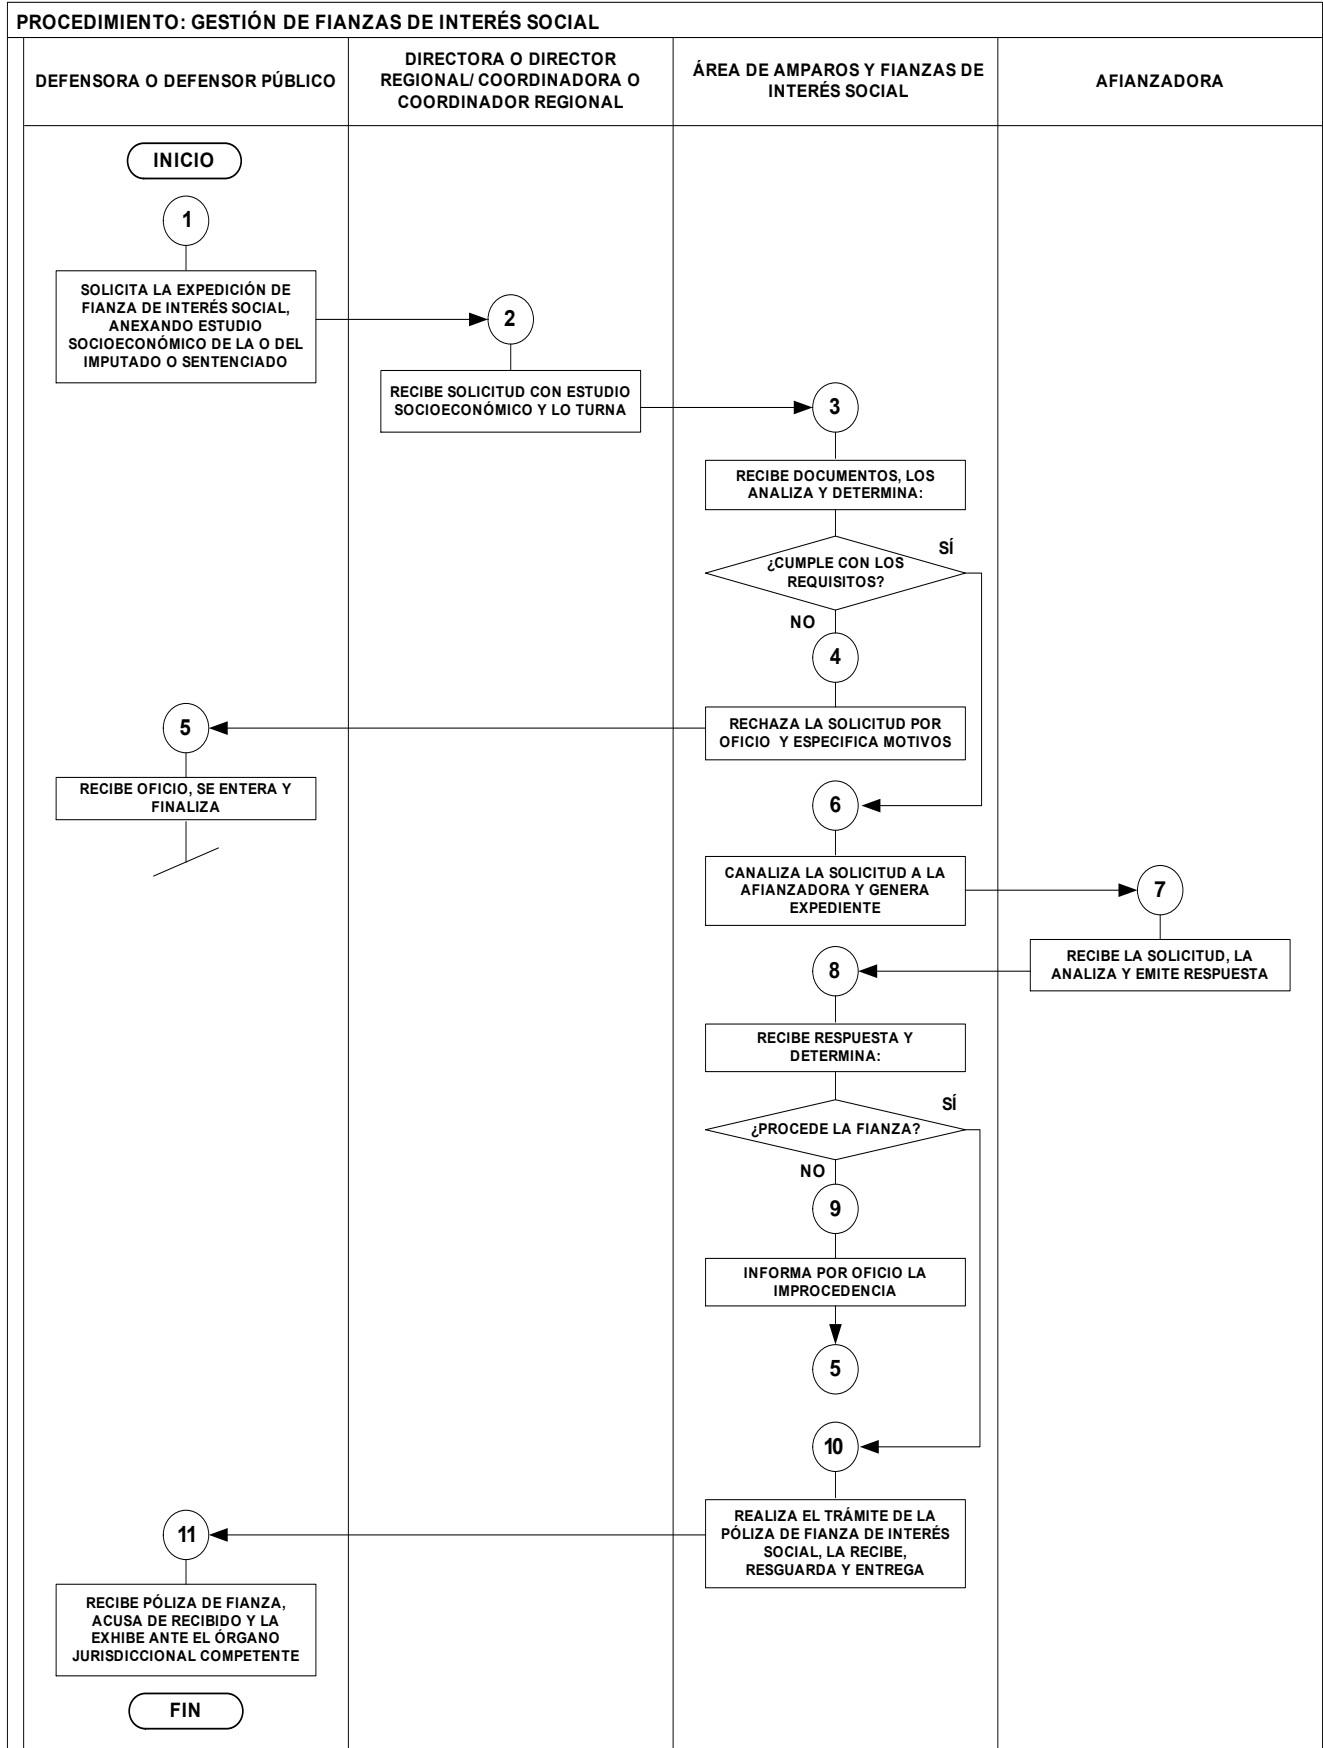 PROCEDIMIENTO: GESTIÓN DE FIANZAS DE INTERÉS SOCIAL
DEFENSORA O DEFENSOR PÚBLICO
DIRECTORA O DIRECTOR
REGIONAL/ COORDINADORA O
COORDINADOR REGIONAL
ÁREA DE AMPAROS Y FIANZAS DE
INTERÉS SOCIAL
AFIANZADORA
INICIO
1
SOLICITA LA EXPEDICIÓN DE
FIANZA DE INTERÉS SOCIAL,
ANEXANDO ESTUDIO
SOCIOECONÓMICO DE LA O DEL
IMPUTADO O SENTENCIADO
2
RECIBE SOLICITUD CON ESTUDIO
SOCIOECONÓMICO Y LO TURNA
3
RECIBE DOCUMENTOS, LOS
ANALIZA Y DETERMINA:
¿CUMPLE CON LOS
REQUISITOS?
SÍ
NO
4
RECHAZA LA SOLICITUD POR
OFICIO Y ESPECIFICA MOTIVOS
5
RECIBE OFICIO, SE ENTERA Y
FINALIZA
6
CANALIZA LA SOLICITUD A LA
AFIANZADORA Y GENERA
EXPEDIENTE
7
RECIBE LA SOLICITUD, LA
ANALIZA Y EMITE RESPUESTA
8
RECIBE RESPUESTA Y
DETERMINA:
¿PROCEDE LA FIANZA?
SÍ
NO
9
INFORMA POR OFICIO LA
IMPROCEDENCIA
5
10
REALIZA EL TRÁMITE DE LA
PÓLIZA DE FIANZA DE INTERÉS
SOCIAL, LA RECIBE,
RESGUARDA Y ENTREGA
11
RECIBE PÓLIZA DE FIANZA,
ACUSA DE RECIBIDO Y LA
EXHIBE ANTE EL ÓRGANO
JURISDICCIONAL COMPETENTE
FIN